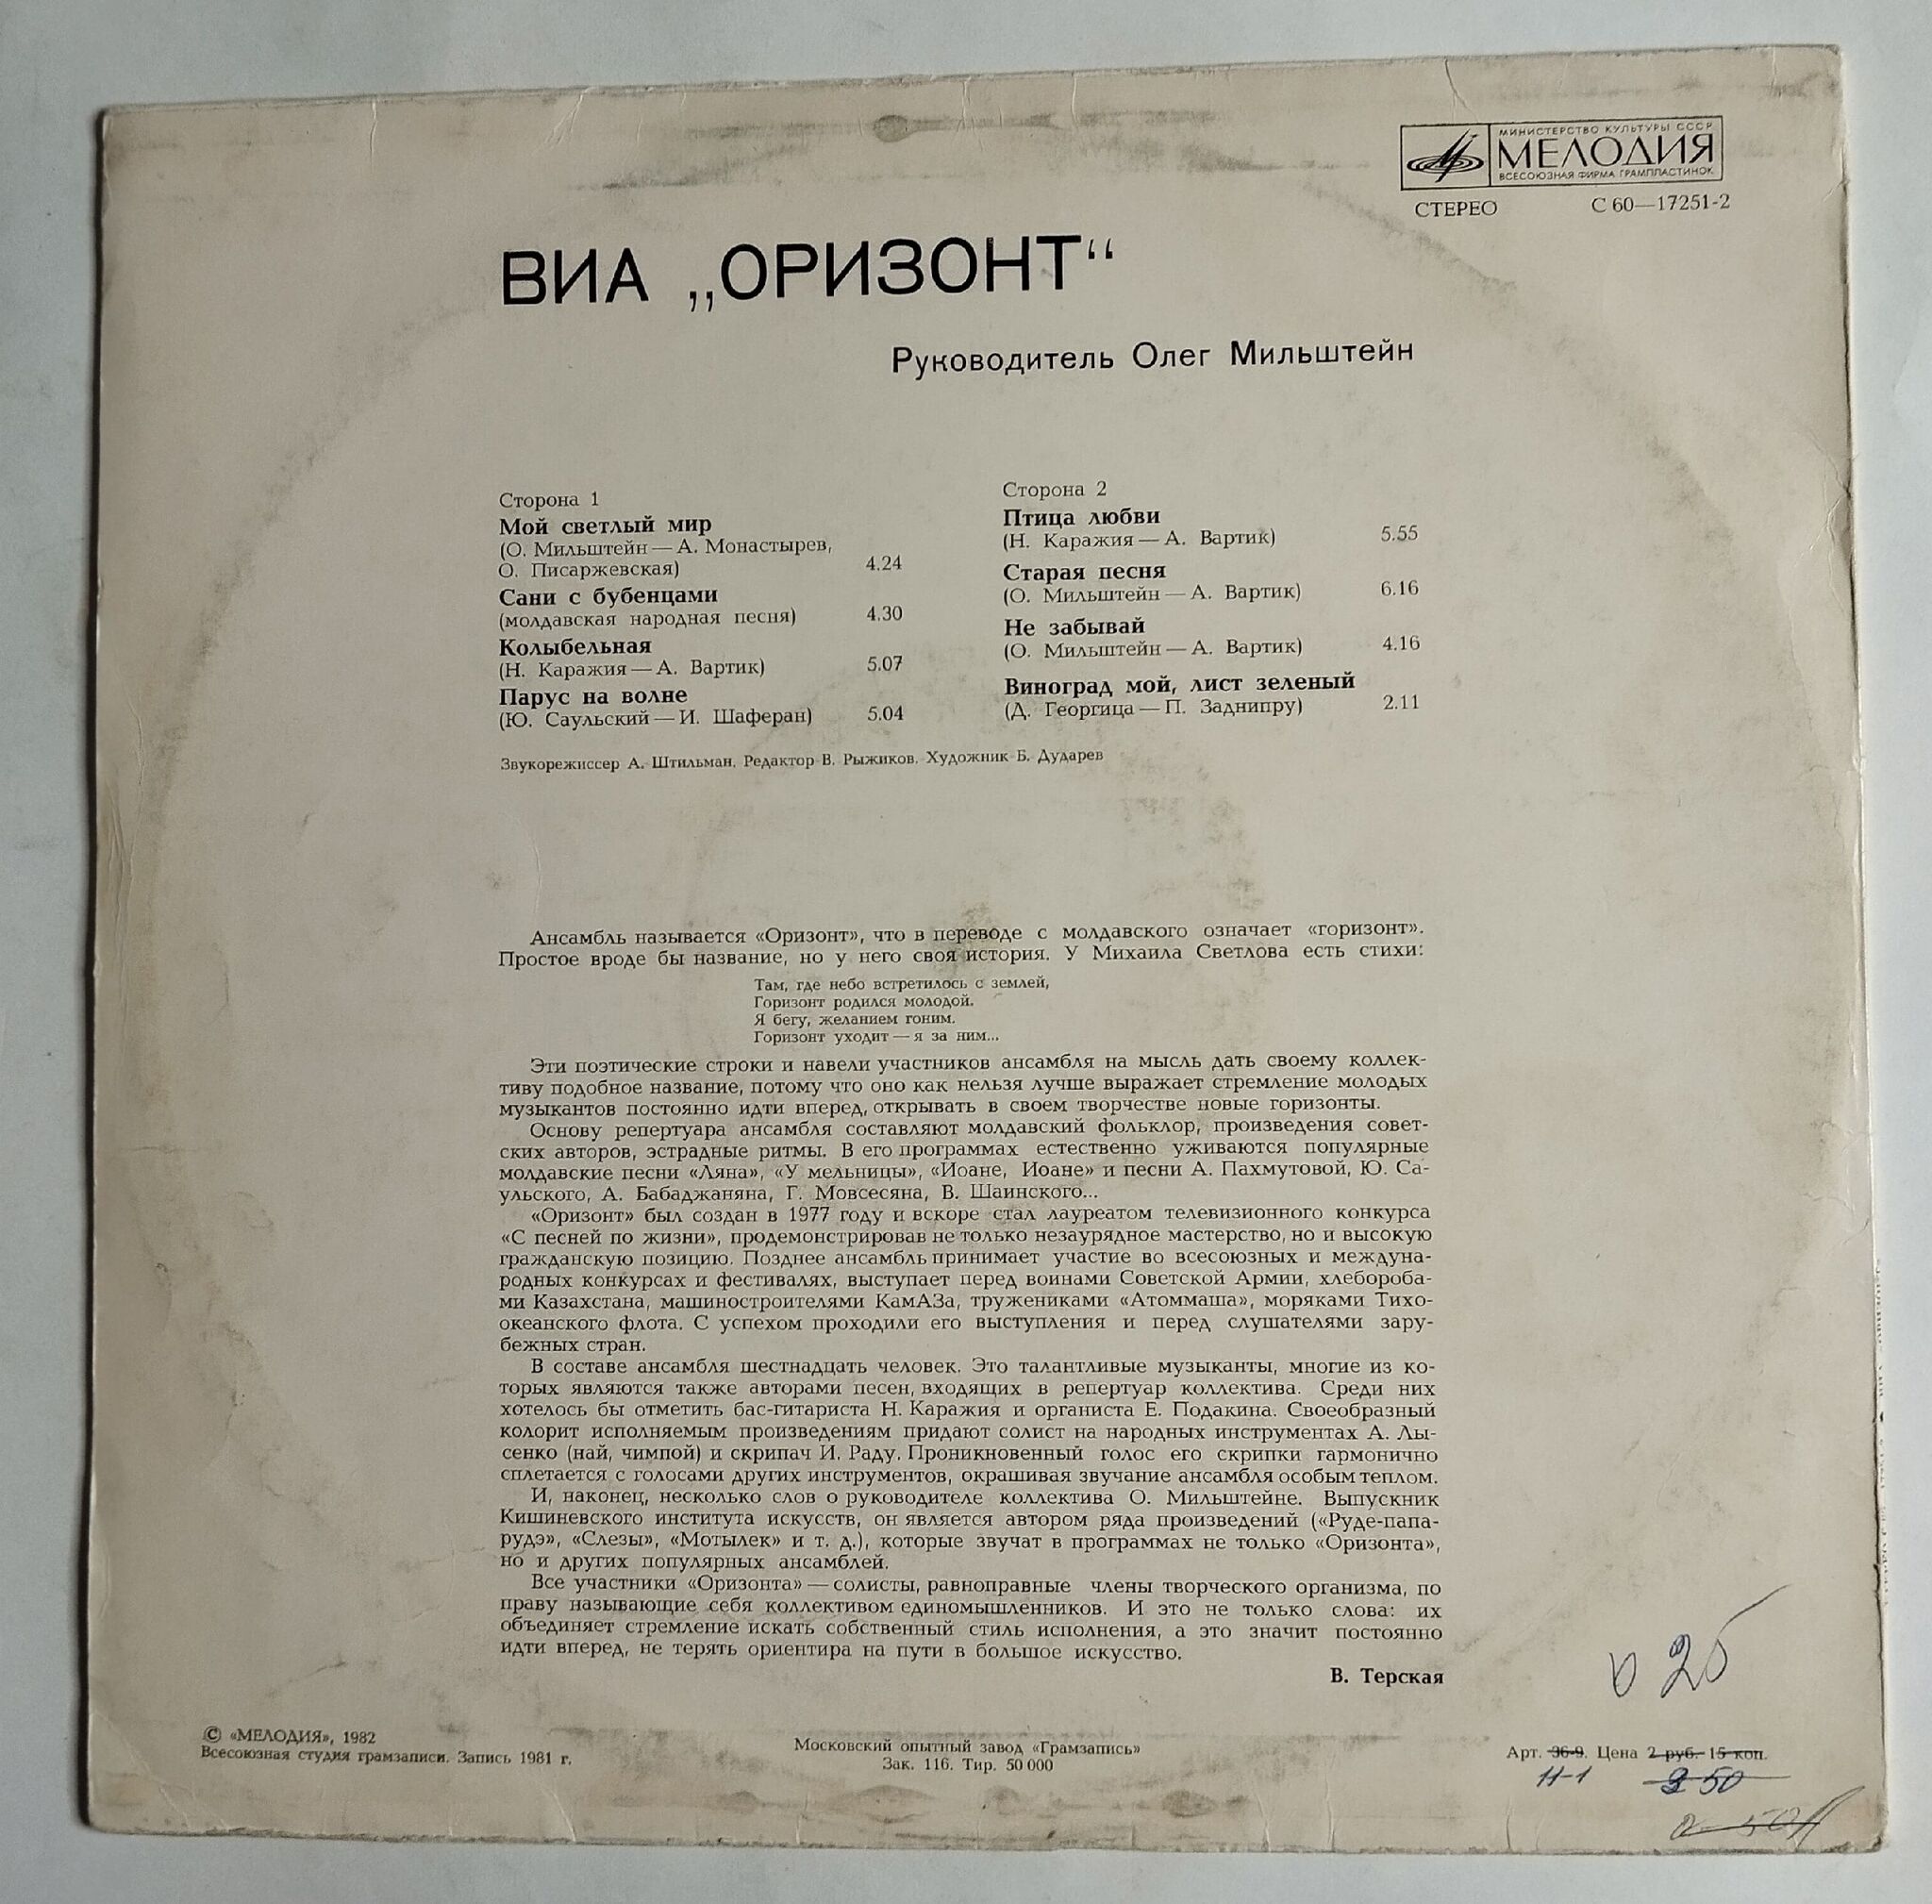 МИНИСТЕРСТВО КУЛЬТУРЫ СССР
МЕЛОДИЯ
ВСЕСОЮЗНАЯ ФИРМА ГРАМПЛАСТИНОК
СТЕРЕО С 60—17251-2
ВИА „ОРИЗОНТ“
Руководитель Олег Мильштейн
Сторона 1
Мой светлый мир
(О. Мильштейн — А. Монастырев,
О. Писаржевская) 4.24
Сани с бубенцами
(молдавская народная песня) 4.30
Колыбельная
(Н. Каражия — А. Вартик) 5.07
Парус на волне
(Ю. Саульский — И. Шаферан) 5.04
Сторона 2
Птица любви
(Н. Каражия — А. Вартик) 5.55
Старая песня
(О. Мильштейн — А. Вартик) 6.16
Не забывай
(О. Мильштейн — А. Вартик) 4.16
Виноград мой, лист зеленый
(Д. Георгица — П. Заднипру) 2.11
Звукорежиссер А. Штильман. Редактор В. Рыжиков. Художник Б. Дударев
Ансамбль называется «Оризонт», что в переводе с молдавского означает «горизонт».
Простое вроде бы название, но у него своя история. У Михаила Светлова есть стихи:
Там, где небо встретилось с землей,
Горизонт родился молодой.
Я бегу, желанием гоним.
Горизонт уходит — я за ним...
Эти поэтические строки и навели участников ансамбля на мысль дать своему коллек-
тиву подобное название, потому что оно как нельзя лучше выражает стремление молодых
музыкантов постоянно идти вперед, открывать в своем творчестве новые горизонты.
Основу репертуара ансамбля составляют молдавский фольклор, произведения совет-
ских авторов, эстрадные ритмы. В его программах естественно уживаются популярные
молдавские песни «Ляна», «У мельницы», «Иоане, Иоане» и песни А. Пахмутовой, Ю. Са-
ульского, А. Бабаджаняна, Г. Мовсесяна, В. Шаинского...
«Оризонт» был создан в 1977 году и вскоре стал лауреатом телевизионного конкурса
«С песней по жизни», продемонстрировав не только незаурядное мастерство, но и высокую
гражданскую позицию. Позднее ансамбль принимает участие во всесоюзных и междуна-
родных конкурсах и фестивалях, выступает перед воинами Советской Армии, хлебороба-
ми Казахстана, машиностроителями КамАЗа, тружениками «Атоммаша», моряками Тихо-
океанского флота. С успехом проходили его выступления и перед слушателями зару-
бежных стран.
В составе ансамбля шестнадцать человек. Это талантливые музыканты, многие из ко-
торых являются также авторами песен, входящих в репертуар коллектива. Среди них
хотелось бы отметить бас-гитариста Н. Каражия и органиста Е. Подакина. Своеобразный
колорит исполняемым произведениям придают солист на народных инструментах А. Лы-
сенко (най, чимпой) и скрипач И. Раду. Проникновенный голос его скрипки гармонично
сплетается с голосами других инструментов, окрашивая звучание ансамбля особым теплом.
И, наконец, несколько слов о руководителе коллектива О. Мильштейне. Выпускник
Кишиневского института искусств, он является автором ряда произведений («Руде-папа-
рудэ», «Слезы», «Мотылек» и т. д.), которые звучат в программах не только «Оризонта»,
но и других популярных ансамблей.
Все участники «Оризонта» — солисты, равноправные члены творческого организма, по
праву называющие себя коллективом единомышленников. И это не только слова: их
объединяет стремление искать собственный стиль исполнения, а это значит постоянно
идти вперед, не терять ориентира на пути в большое искусство.
В. Терская
25
© «МЕЛОДИЯ», 1982
Всесоюзная студия грамзаписи. Запись 1981 г.
Московский опытный завод «Грамзапись»
Зак. 116. Тир. 50 000
Арт. 36-9. Цена 2 руб. 15 коп.
11-1 50